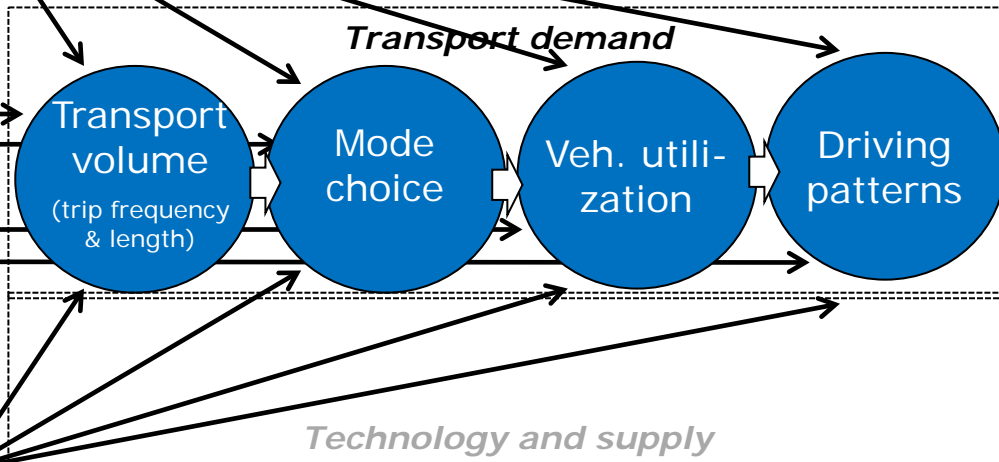 Transport demand
Transport
volume
(trip frequency
& length)
Mode
choice
Veh. utili-
zation
Driving
patterns
Technology and supply